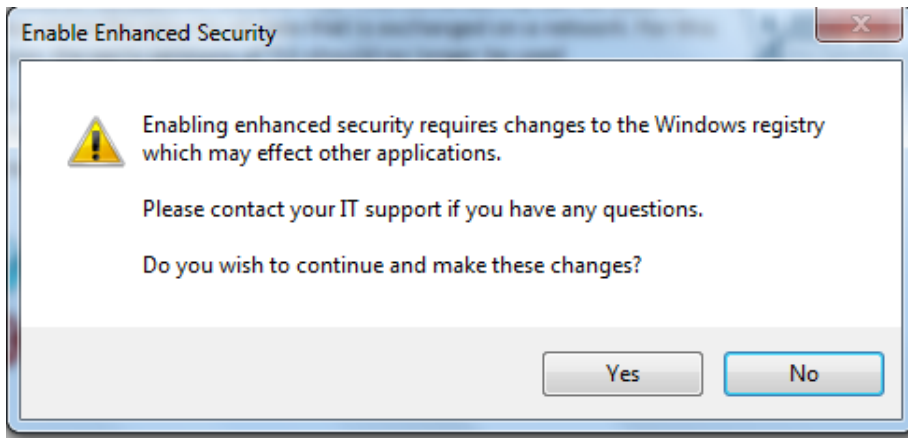 Enable Enhanced Security
Enabling enhanced security requires changes to the Windows registry
which may effect other applications.
Please contact your IT support if you have any questions.
Do you wish to continue and make these changes?
Yes
No